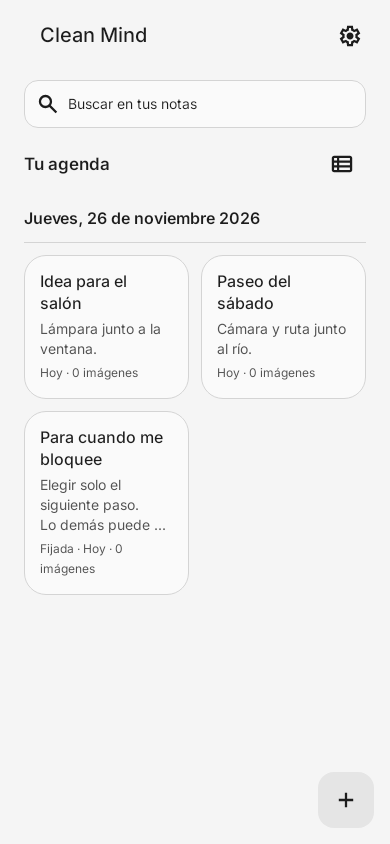 Clean Mind
Buscar en tus notas
Tu agenda
Jueves, 26 de noviembre 2026
Idea para el
salón
Lámpara junto a la
ventana.
Hoy · 0 imágenes
Paseo del
sábado
Cámara y ruta junto
al río.
Hoy · 0 imágenes
Para cuando me
bloquee
Elegir solo el
siguiente paso.
Lo demás puede ...
Fijada · Hoy · 0
imágenes